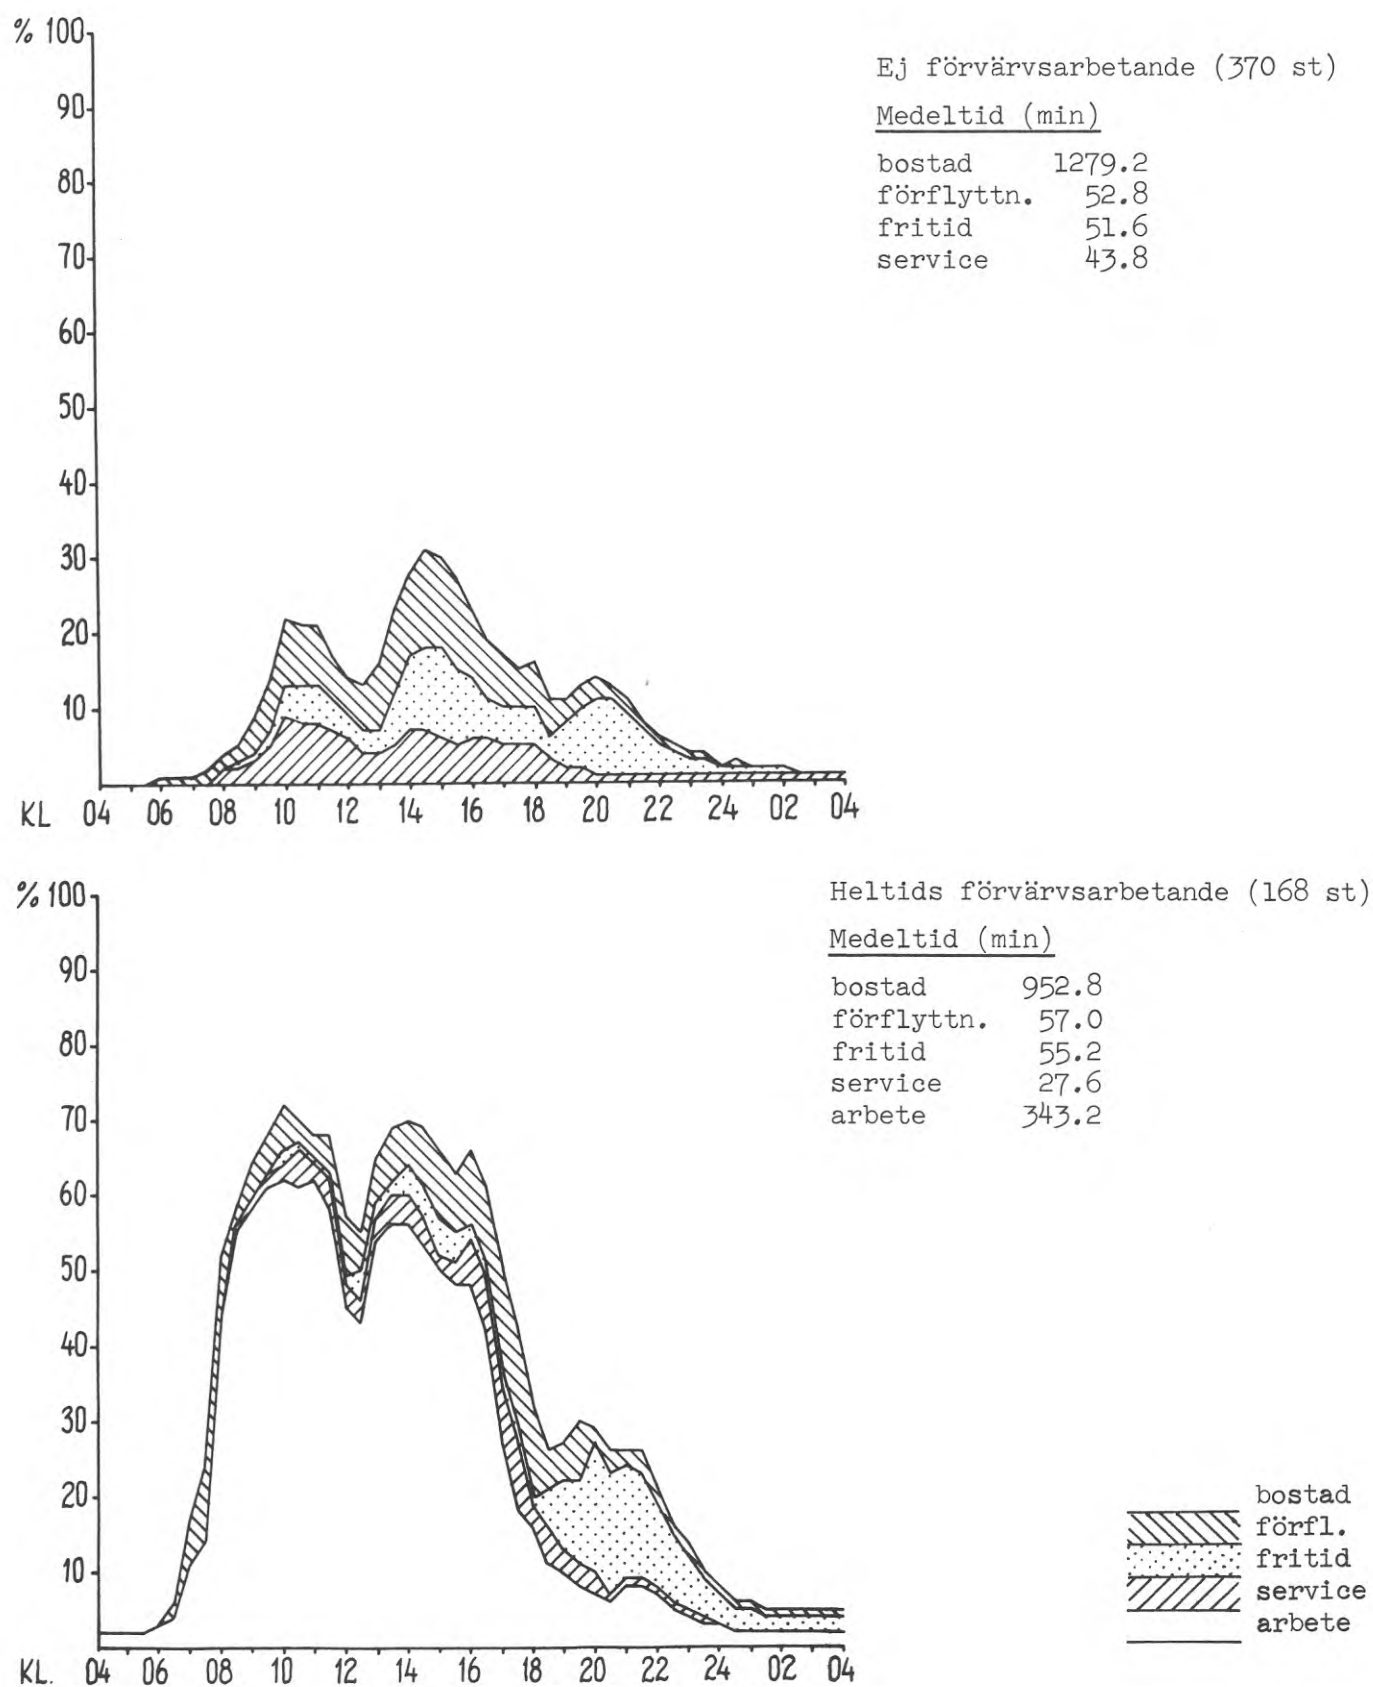 % 100
90
80
70
60
50
40
30
20
10
KL 04 06 08 10 12 14 16 18 20 22 24 02 04
Ej förvärvsarbetande (370 st)
Medeltid (min)
bostad 1279.2
förflyttn. 52.8
fritid 51.6
service 43.8
% 100
90
80
70
60
50
40
30
20
10
KL. 04 06 08 10 12 14 16 18 20 22 24 02 04
Heltids förvärvsarbetande (168 st)
Medeltid (min)
bostad 952.8
förflyttn. 57.0
fritid 55.2
service 27.6
arbete 343.2
bostad
förfl.
fritid
service
arbete